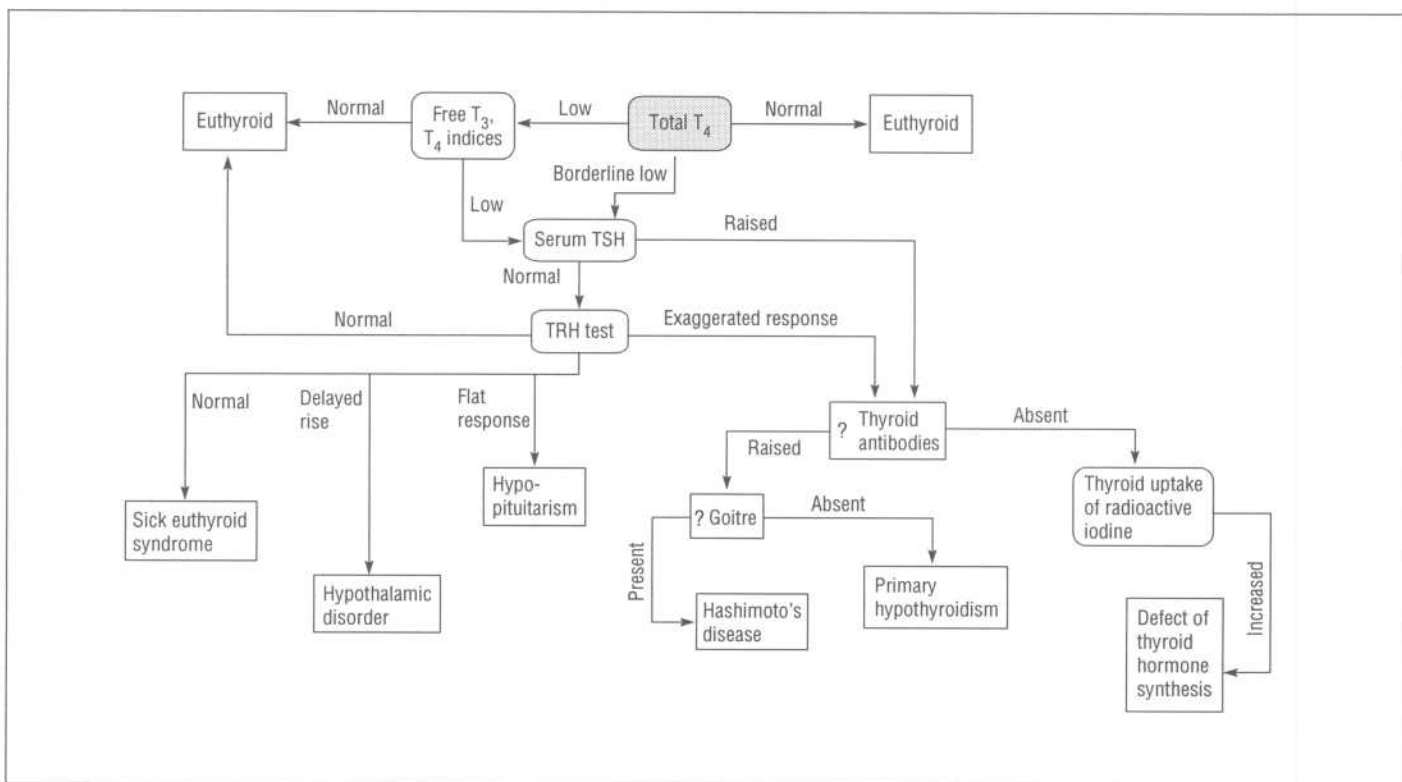 Euthyroid
Normal
Free T3,
T4 indices
Low
Total T4
Normal
Euthyroid
Borderline low
Low
Serum TSH
Raised
Normal
Normal
TRH test
Exaggerated response
Normal
Delayed
rise
Flat
response
? Thyroid
antibodies
Absent
Raised
Hypo-
pituitarism
Thyroid uptake
of radioactive
iodine
? Goitre
Absent
Sick euthyroid
syndrome
Present
Primary
hypothyroidism
Hypothalamic
disorder
Hashimoto's
disease
Increased
Defect of
thyroid
hormone
synthesis